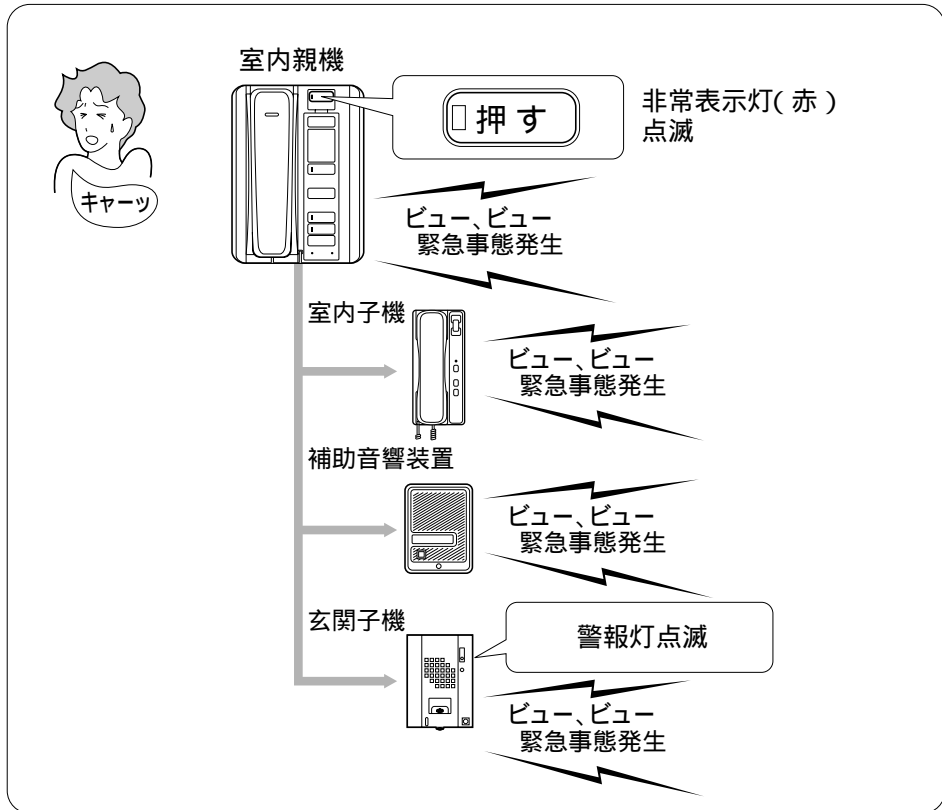 室内親機
押す
非常表示灯(赤)
点滅
キャーッ
ビュー、ビュー
緊急事態発生
室内子機
ビュー、ビュー
緊急事態発生
補助音響装置
ビュー、ビュー
緊急事態発生
玄関子機
警報灯点滅
ビュー、ビュー
緊急事態発生